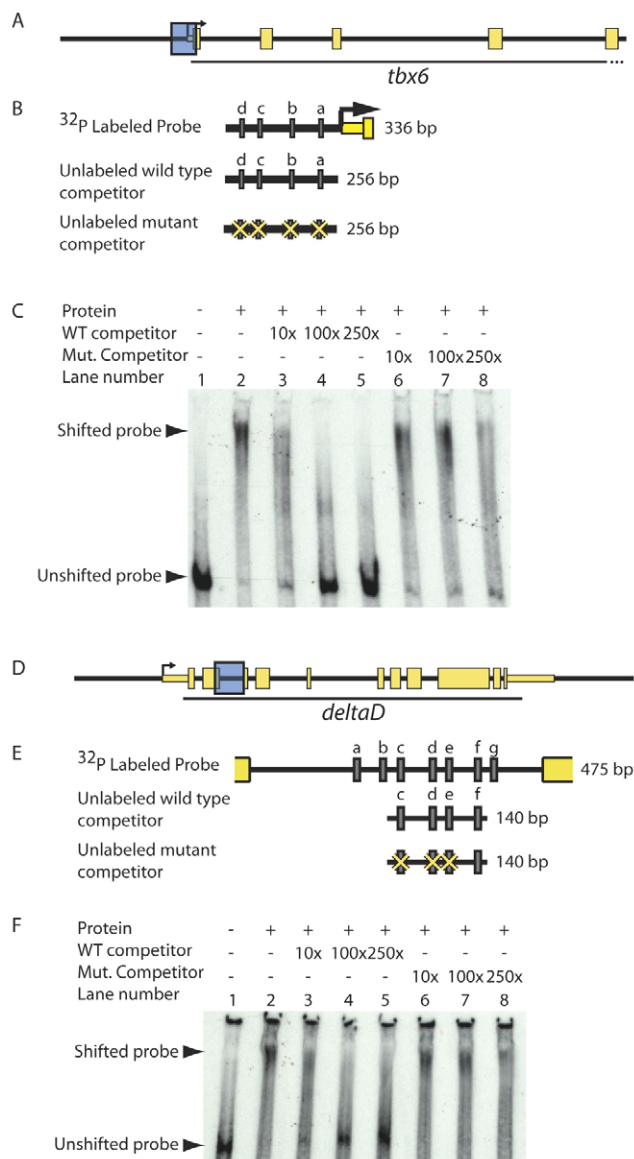 A
tbx6
...
B
d c b a
32P Labeled Probe
336 bp
d c b a
Unlabeled wild type
competitor
256 bp
Unlabeled mutant
competitor
256 bp
C
Protein - + + + + + + +
WT competitor - - 10x 100x 250x - - -
Mut. Competitor - - - - - 10x 100x 250x
Lane number 1 2 3 4 5 6 7 8
Shifted probe
Unshifted probe
D
deltaD
E
a b c d e f g
32P Labeled Probe
475 bp
c d e f
Unlabeled wild type
competitor
140 bp
Unlabeled mutant
competitor
140 bp
F
Protein - + + + + + + +
WT competitor - - 10x 100x 250x - - -
Mut. Competitor - - - - - 10x 100x 250x
Lane number 1 2 3 4 5 6 7 8
Shifted probe
Unshifted probe